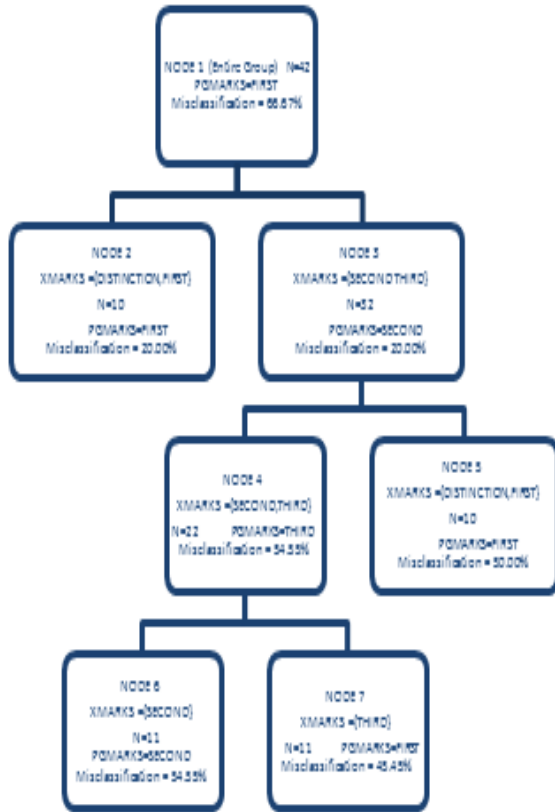 NODE 1 (Entire Group) N=42
PGMARKS=FIRST
Misclassification = 66.67%
NODE 2
XMARKS ={DISTINCTION,FIRST}
N=10
PGMARKS=FIRST
Misclassification = 20.00%
NODE 3
XMARKS ={SECONDTHIRD}
N=32
PGMARKS=SECOND
Misclassification = 20.00%
NODE 4
XMARKS ={SECOND,THIRD}
N=22 PGMARKS=THIRD
Misclassification = 54.55%
NODE 5
XMARKS ={DISTINCTION,FIRST}
N=10
PGMARKS=FIRST
Misclassification = 50.00%
NODE 6
XMARKS ={SECOND}
N=11
PGMARKS=SECOND
Misclassification = 54.55%
NODE 7
XMARKS ={THIRD}
N=11 PGMARKS=FIRST
Misclassification = 45.45%